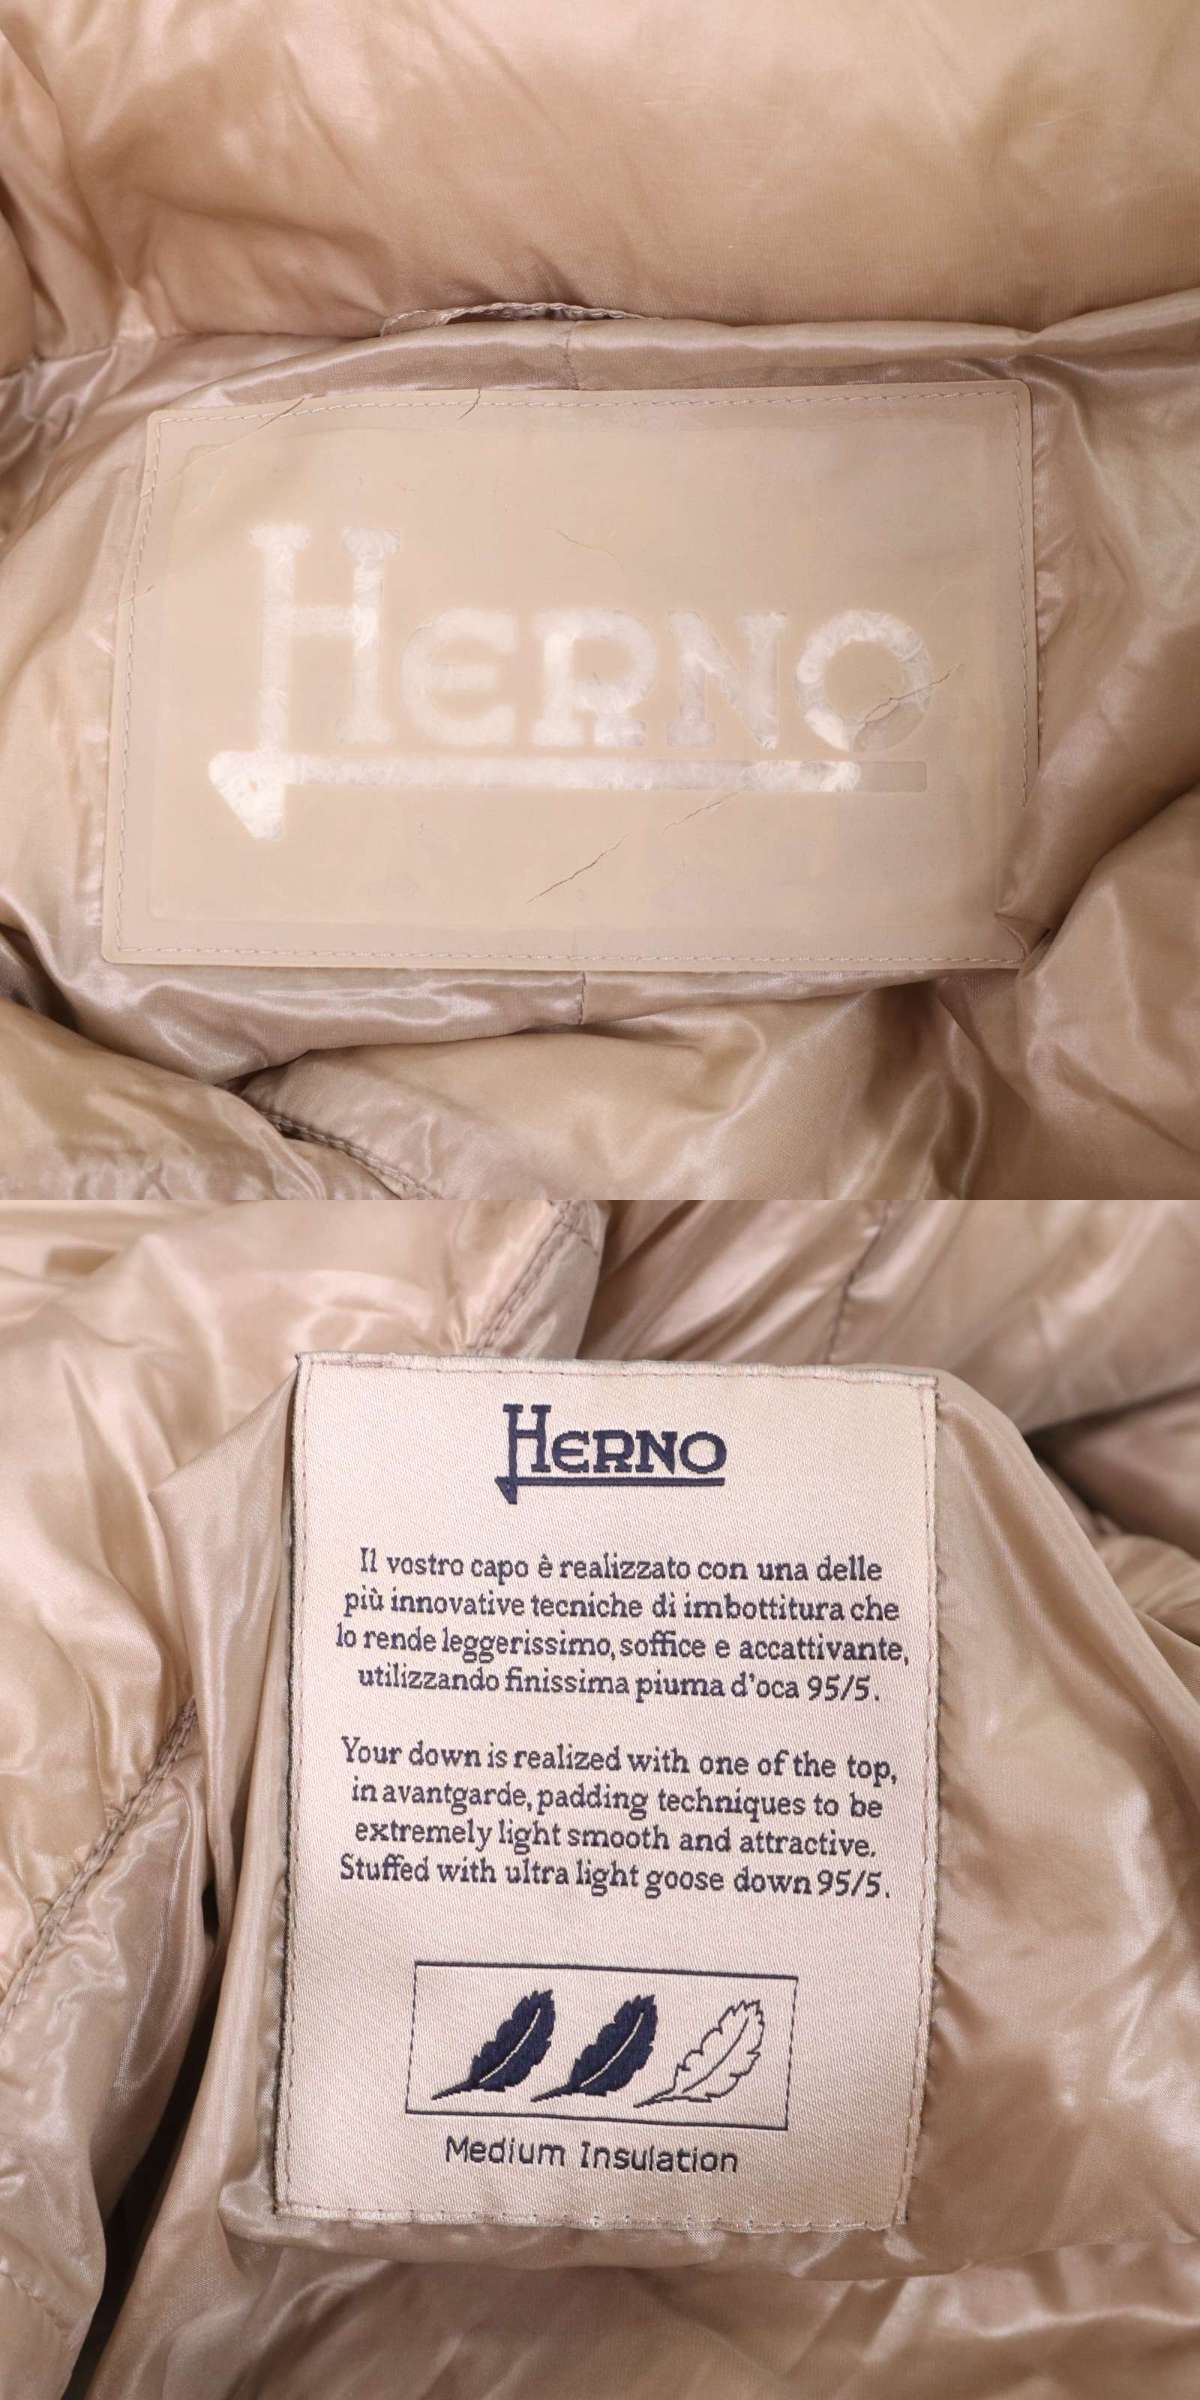 HERNO
HERNO
Il vostro capo è realizzato con una delle
più innovative tecniche di imbottitura che
lo rende leggerissimo, soffice e accattivante,
utilizzando finissima piuma d'oca 95/5.
Your down is realized with one of the top,
in avantgarde, padding techniques to be
extremely light smooth and attractive.
Stuffed with ultra light goose down 95/5.
Medium Insulation